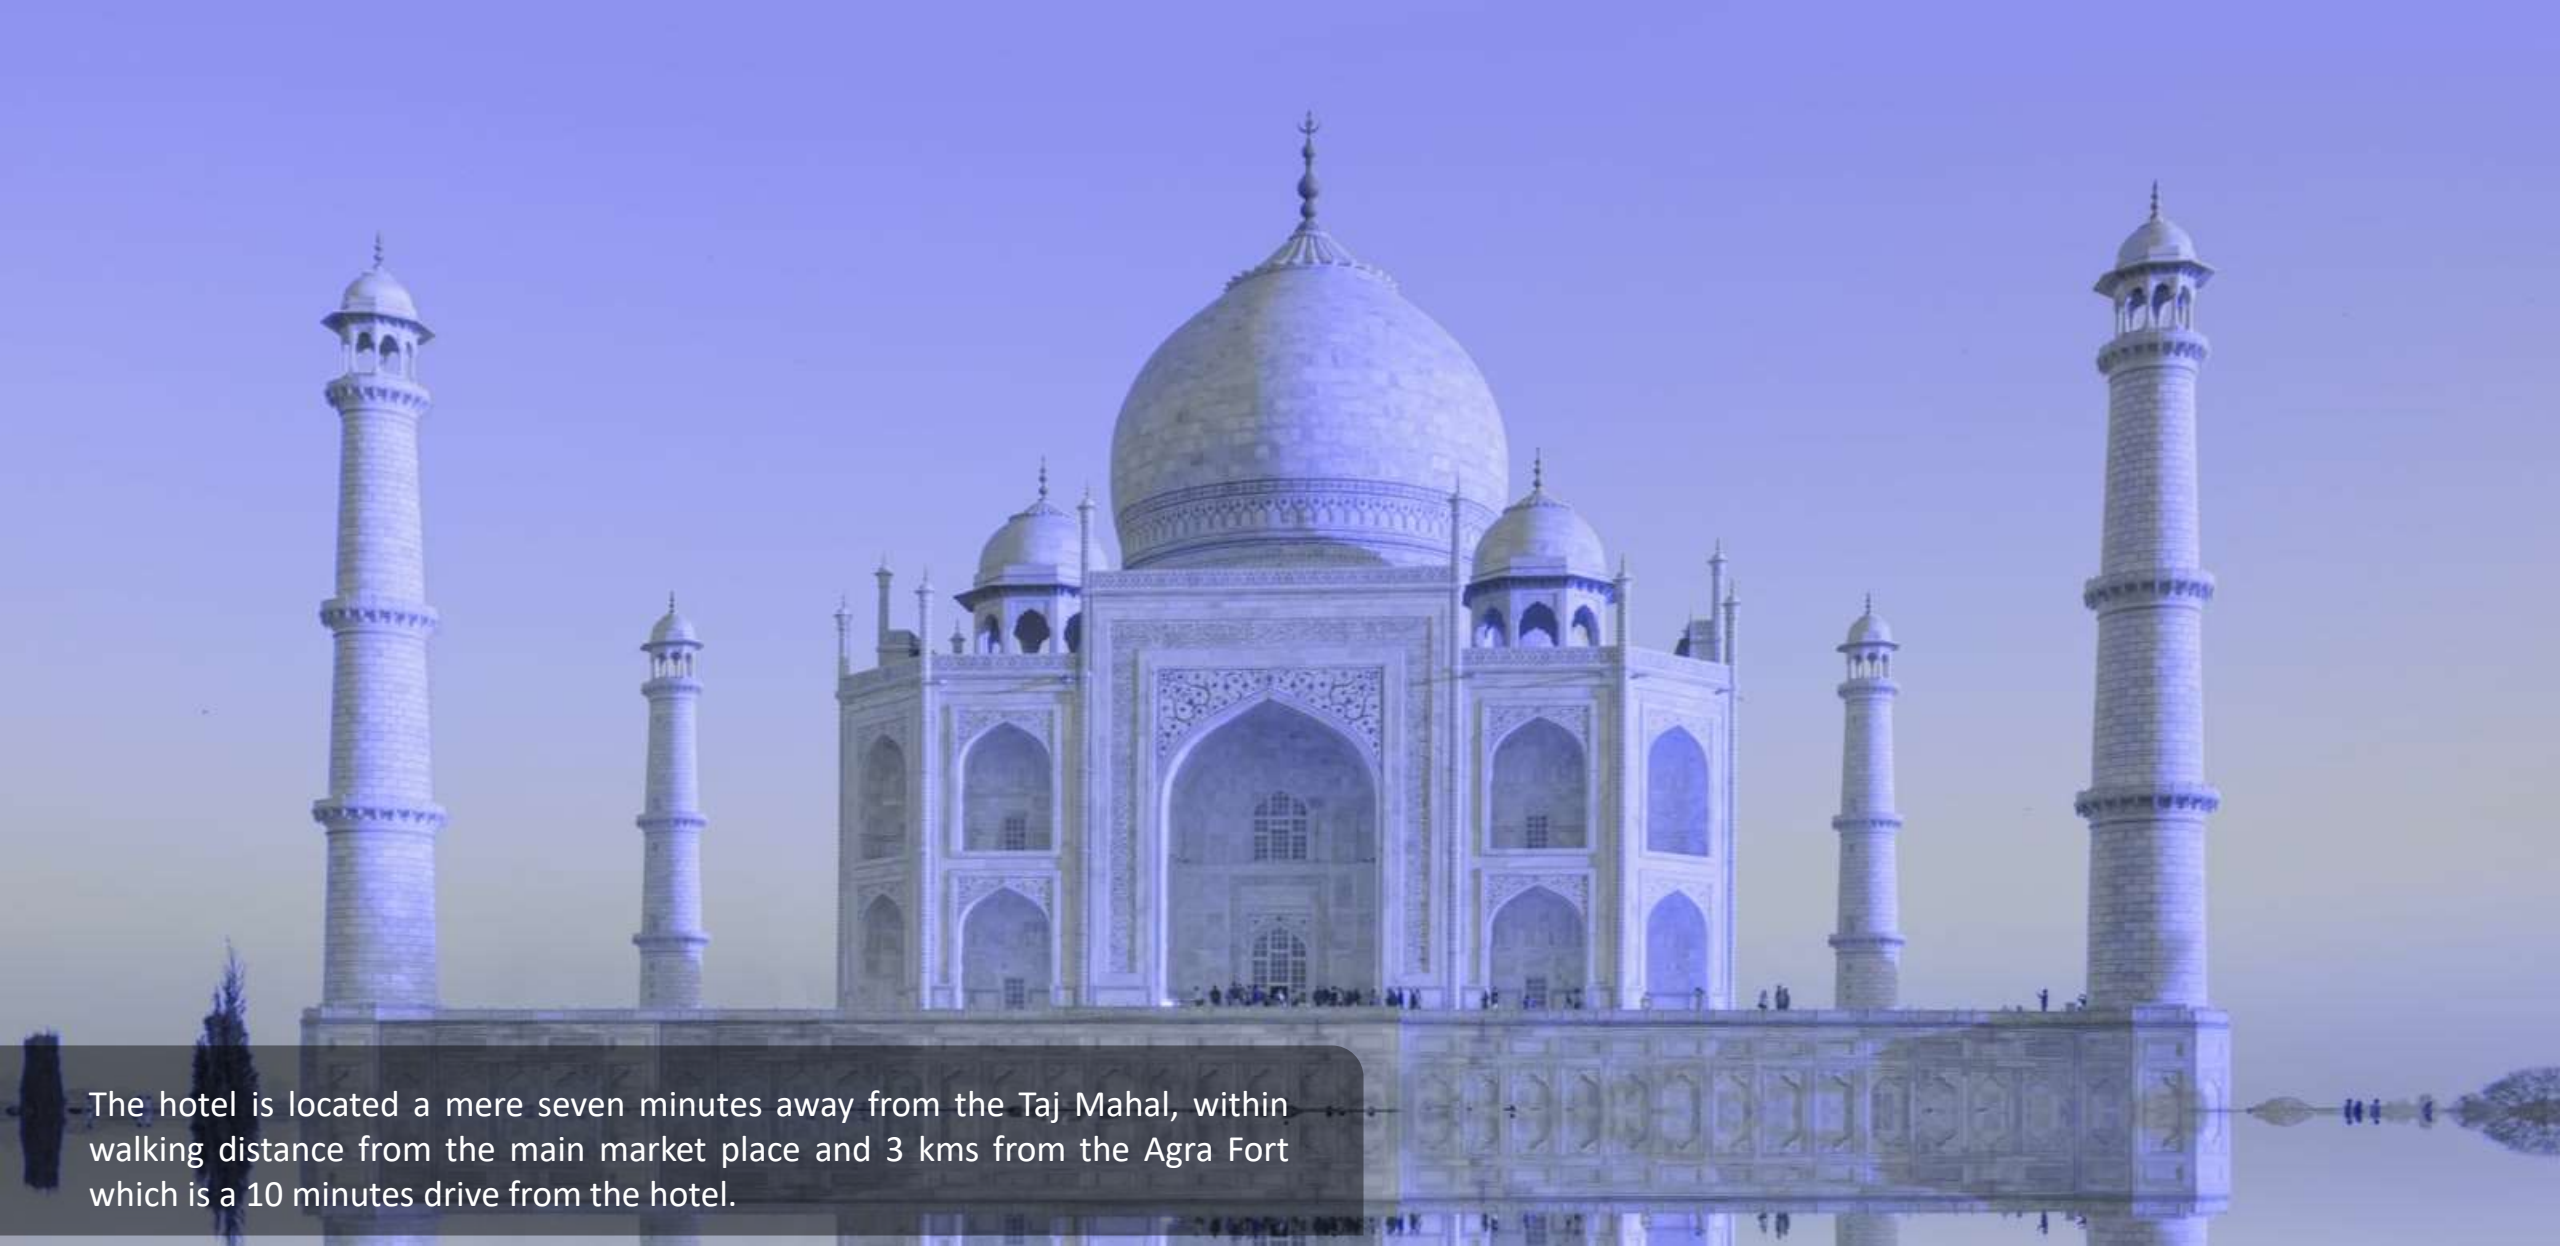 The hotel is located a mere seven minutes away from the Taj Mahal, within
walking distance from the main market place and 3 kms from the Agra Fort
which is a 10 minutes drive from the hotel.